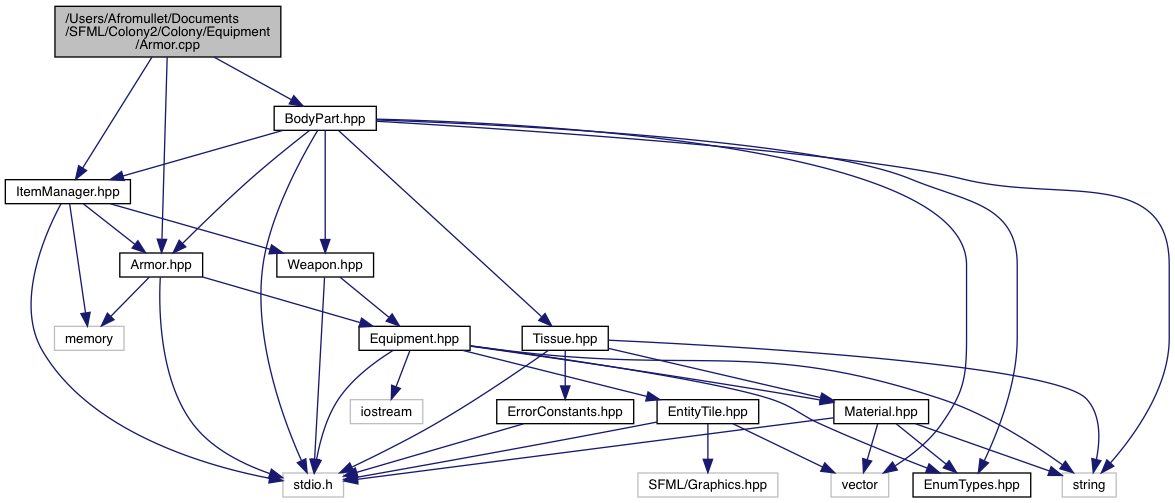 /Users/Afromullet/Documents
/SFML/Colony2/Colony/Equipment
/Armor.cpp
BodyPart.hpp
ItemManager.hpp
Armor.hpp
Weapon.hpp
memory
Equipment.hpp
Tissue.hpp
iostream
ErrorConstants.hpp
EntityTile.hpp
Material.hpp
stdio.h
SFML/Graphics.hpp
vector
EnumTypes.hpp
string